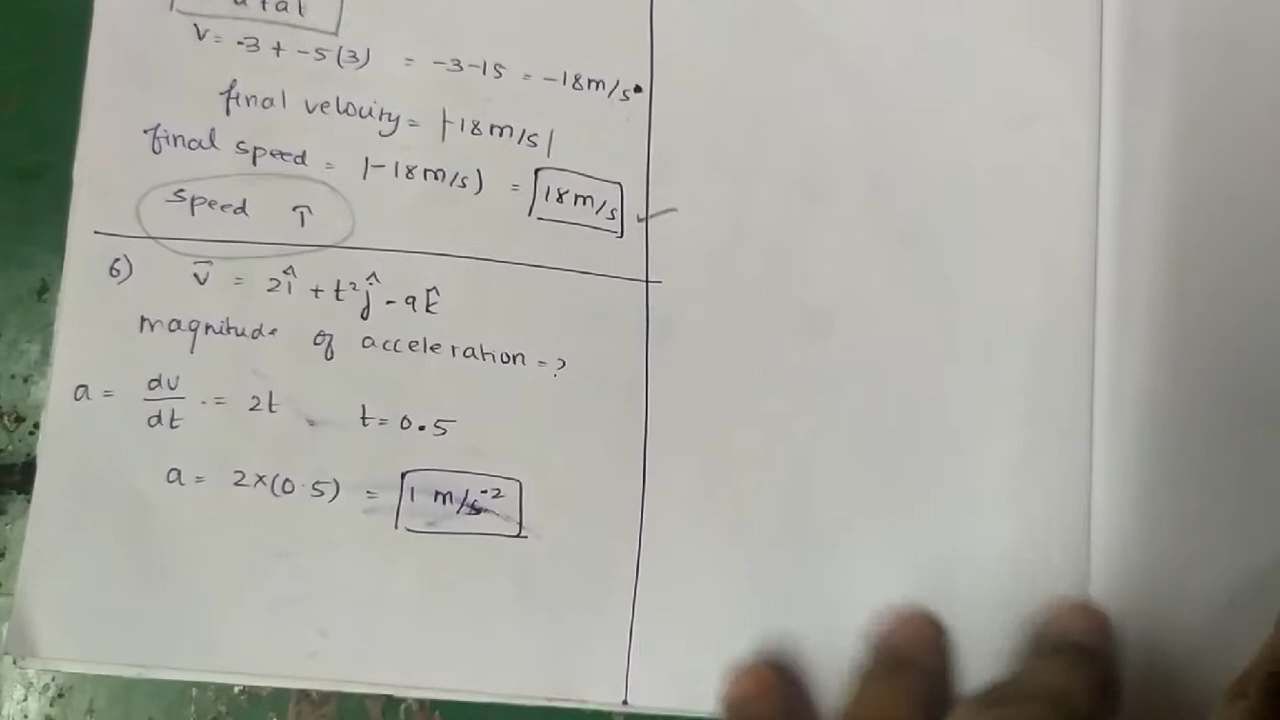 V = -3 + -5(3) = -3-15 = -18m/s
final velocity = |-18m/s|
final speed = |-18m/s) = 18m/s ✓
Speed ↑
6) v⃗ = 2î + t²ĵ - 9k̂
magnitude of acceleration = ?
a = dv/dt = 2t t = 0.5
a = 2×(0.5) = 1 m/s⁻²